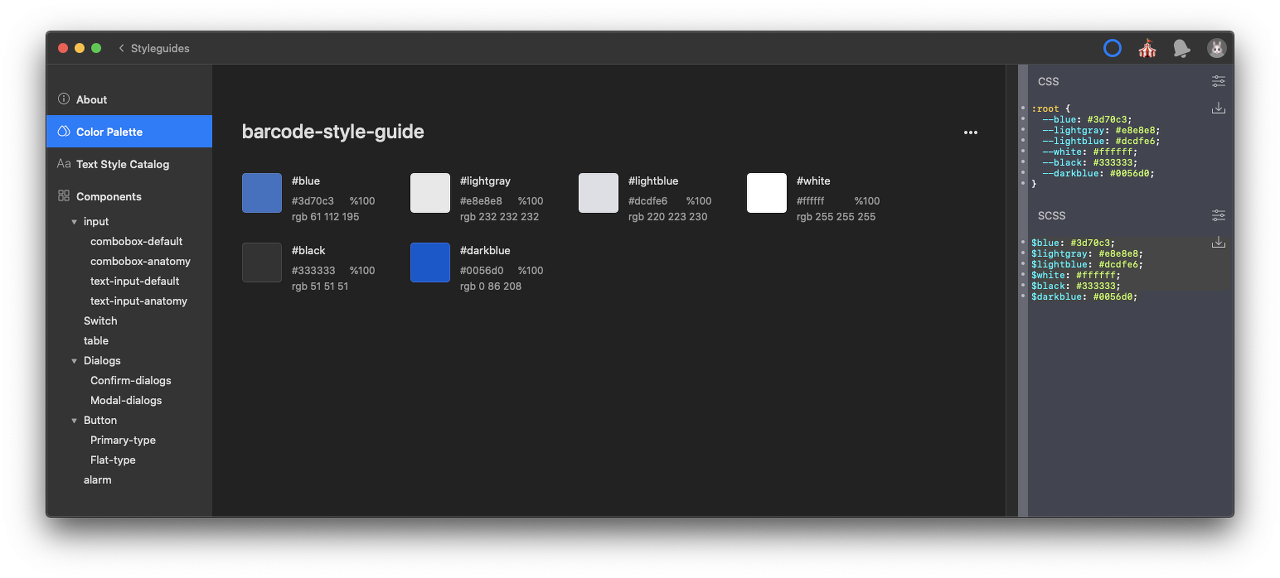 Styleguides
About
Color Palette
Aa Text Style Catalog
Components
input
combobox-default
combobox-anatomy
text-input-default
text-input-anatomy
Switch
table
Dialogs
Confirm-dialogs
Modal-dialogs
Button
Primary-type
Flat-type
alarm
barcode-style-guide
#blue
#3d70c3 %100
rgb 61 112 195
#lightgray
#e8e8e8 %100
rgb 232 232 232
#lightblue
#dcdfe6 %100
rgb 220 223 230
#white
#ffffff %100
rgb 255 255 255
#black
#333333 %100
rgb 51 51 51
#darkblue
#0056d0 %100
rgb 0 86 208
CSS
:root {
--blue: #3d70c3;
--lightgray: #e8e8e8;
--lightblue: #dcdfe6;
--white: #ffffff;
--black: #333333;
--darkblue: #0056d0;
}
SCSS
$blue: #3d70c3;
$lightgray: #e8e8e8;
$lightblue: #dcdfe6;
$white: #ffffff;
$black: #333333;
$darkblue: #0056d0;